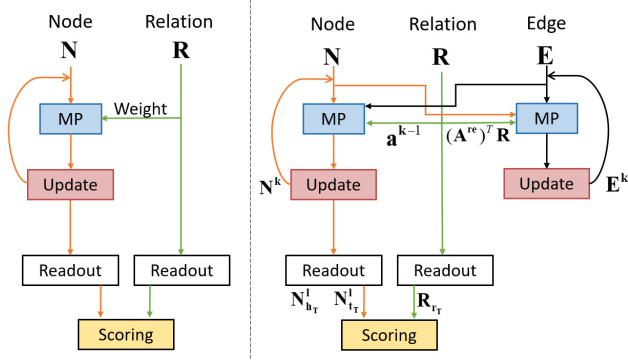 Node
Relation
N
R
MP
Weight
Update
Readout
Readout
Scoring
Node
Relation
Edge
N
R
E
MP
MP
a^{k-1}
(A^{re})^T R
N^k
Update
Update
E^k
Readout
Readout
N^l_{h_T}
N^l_{t_T}
R_{r_T}
Scoring